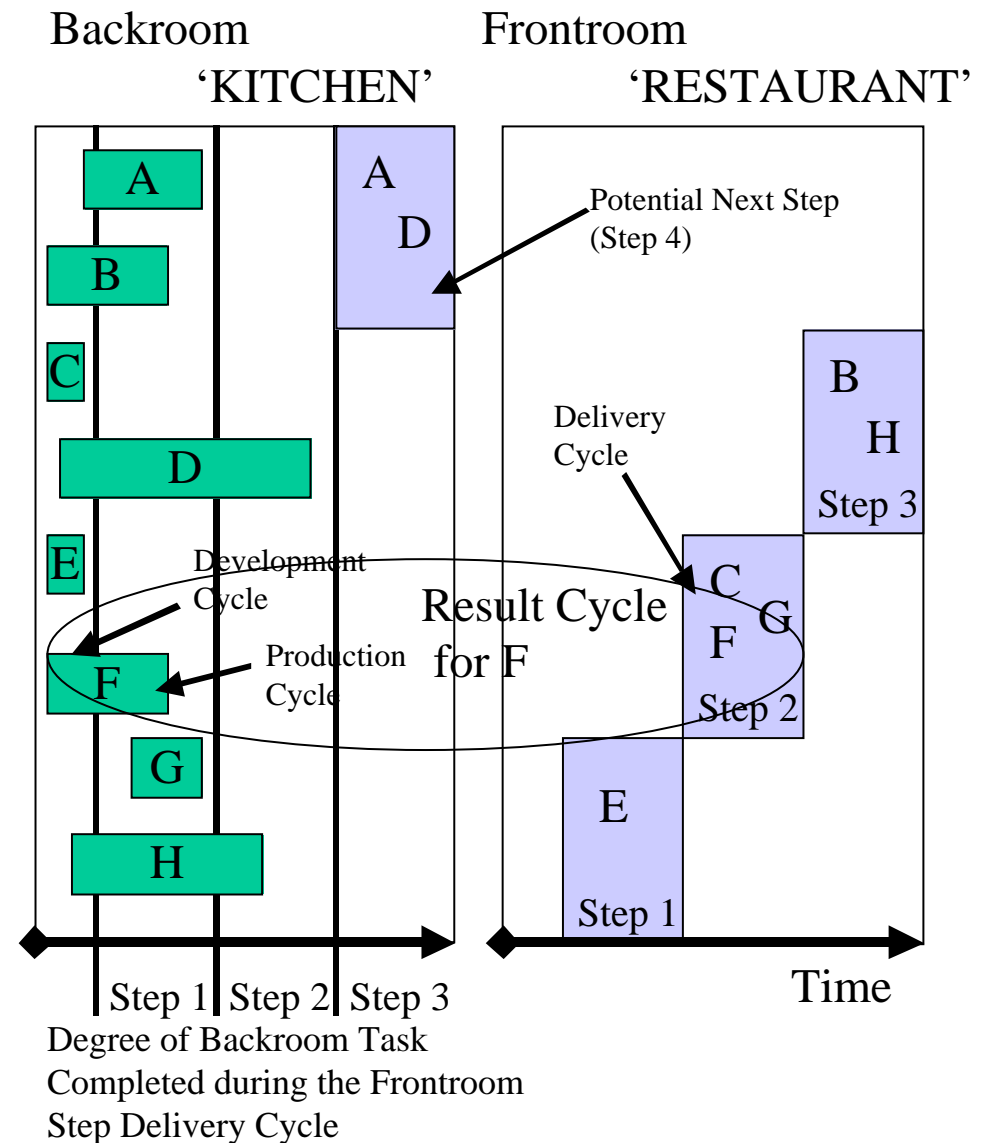 Backroom
Frontroom
‘KITCHEN’
‘RESTAURANT’
A
A
D
Potential Next Step
(Step 4)
B
C
D
E
Delivery
Cycle
B
H
Step 3
Development
Cycle
F
Production
Cycle
Result Cycle
for F
C
G
F
Step 2
G
H
E
Step 1
Time
Step 1
Step 2
Step 3
Degree of Backroom Task
Completed during the Frontroom
Step Delivery Cycle